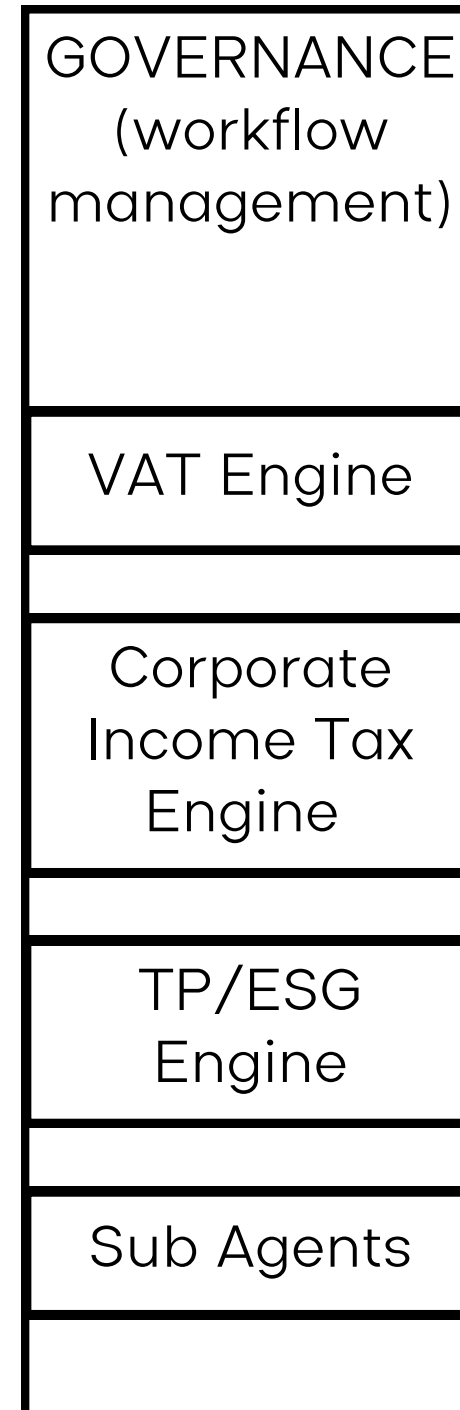 GOVERNANCE
(workflow
management)
VAT Engine
Corporate
Income Tax
Engine
TP/ESG
Engine
Sub Agents